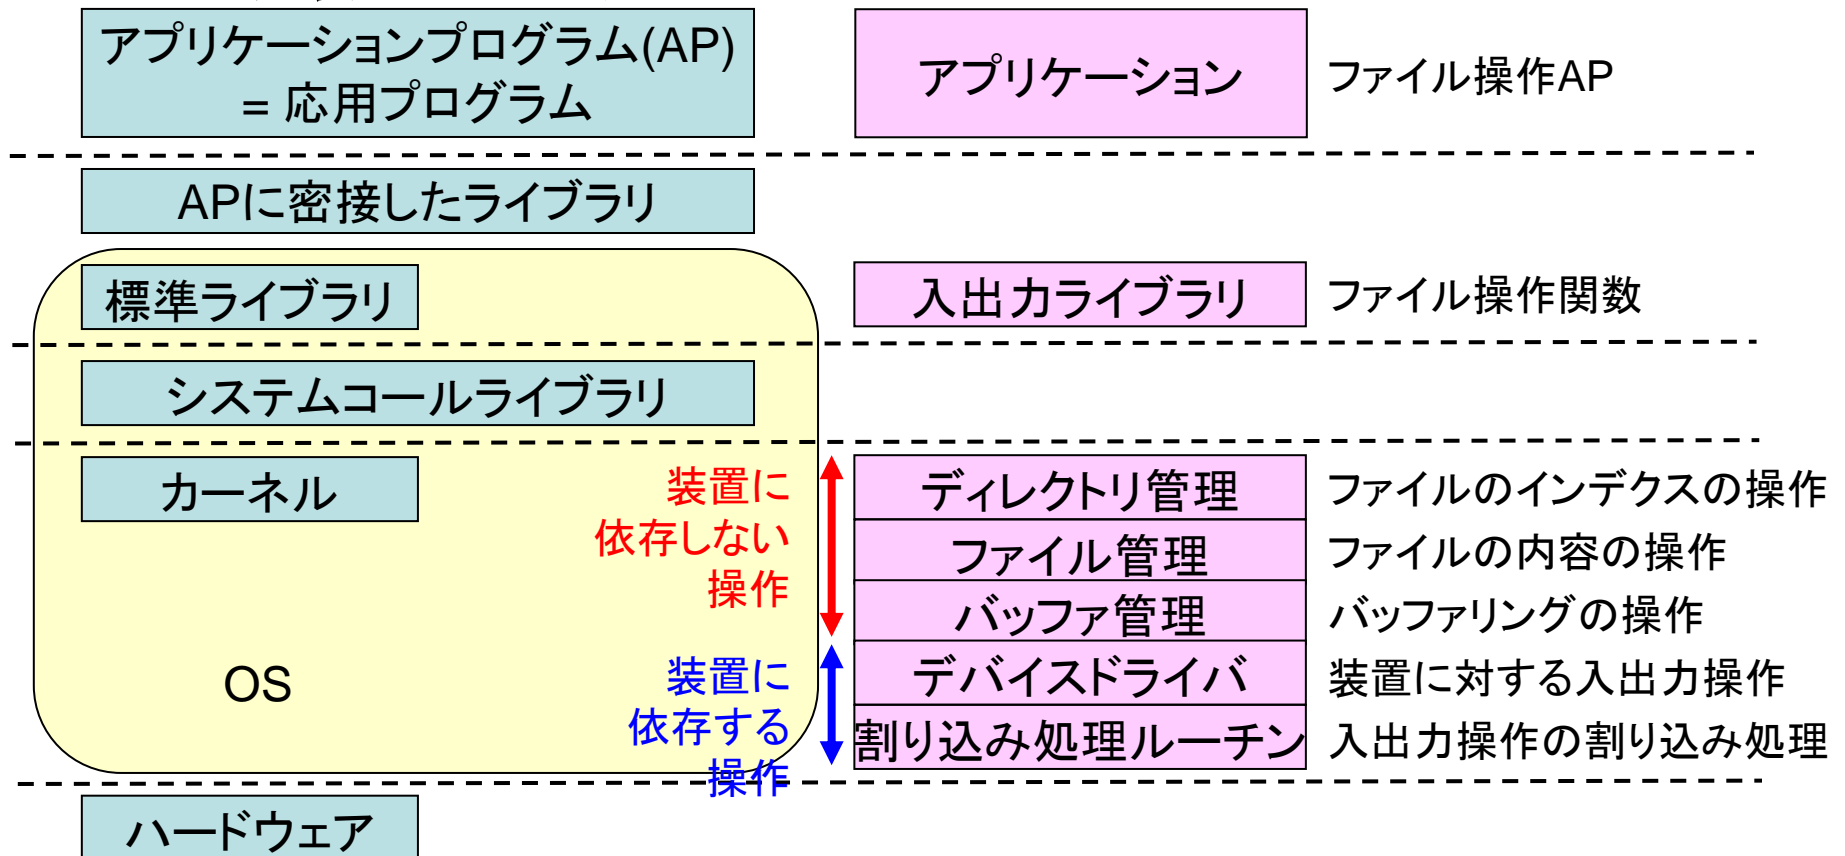 アプリケーションプログラム(AP)
= 応用プログラム
アプリケーション
ファイル操作AP
APに密接したライブラリ
標準ライブラリ
入出力ライブラリ
ファイル操作関数
システムコールライブラリ
カーネル
装置に
依存しない
操作
ディレクトリ管理
ファイルのインデクスの操作
ファイル管理
ファイルの内容の操作
バッファ管理
バッファリングの操作
OS
装置に
依存する
操作
デバイスドライバ
装置に対する入出力操作
割り込み処理ルーチン
入出力操作の割り込み処理
ハードウェア